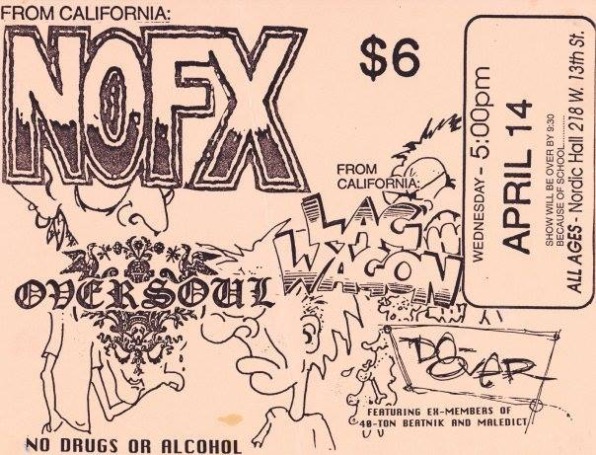 FROM CALIFORNIA:
NOFX
$6
WEDNESDAY - 5:00pm
APRIL 14
SHOW WILL BE OVER BY 9:30
BECAUSE OF SCHOOL...........
ALL AGES - Nordic Hall 218 W. 13th St.
FROM
CALIFORNIA:
LAG
WAGON
OVERSOUL
DO-OVER
FEATURING EX-MEMBERS OF
40-TON BEATNIK AND MALEDICT
NO DRUGS OR ALCOHOL